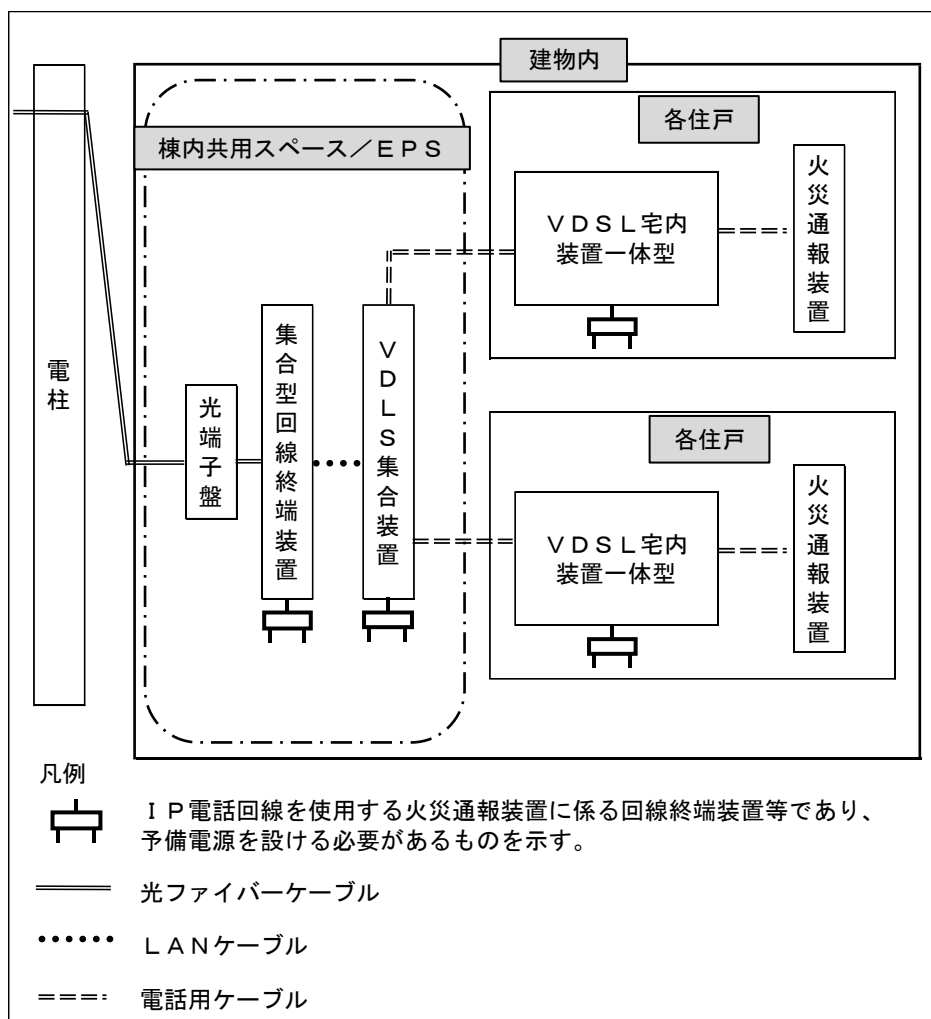 建物内
棟内共用スペース／ＥＰＳ
電柱
光端子盤
集合型回線終端装置
ＶＤＬＳ集合装置
各住戸
ＶＤＳＬ宅内
装置一体型
火災通報装置
各住戸
ＶＤＳＬ宅内
装置一体型
火災通報装置
凡例
ＩＰ電話回線を使用する火災通報装置に係る回線終端装置等であり、
予備電源を設ける必要があるものを示す。
光ファイバーケーブル
ＬＡＮケーブル
電話用ケーブル